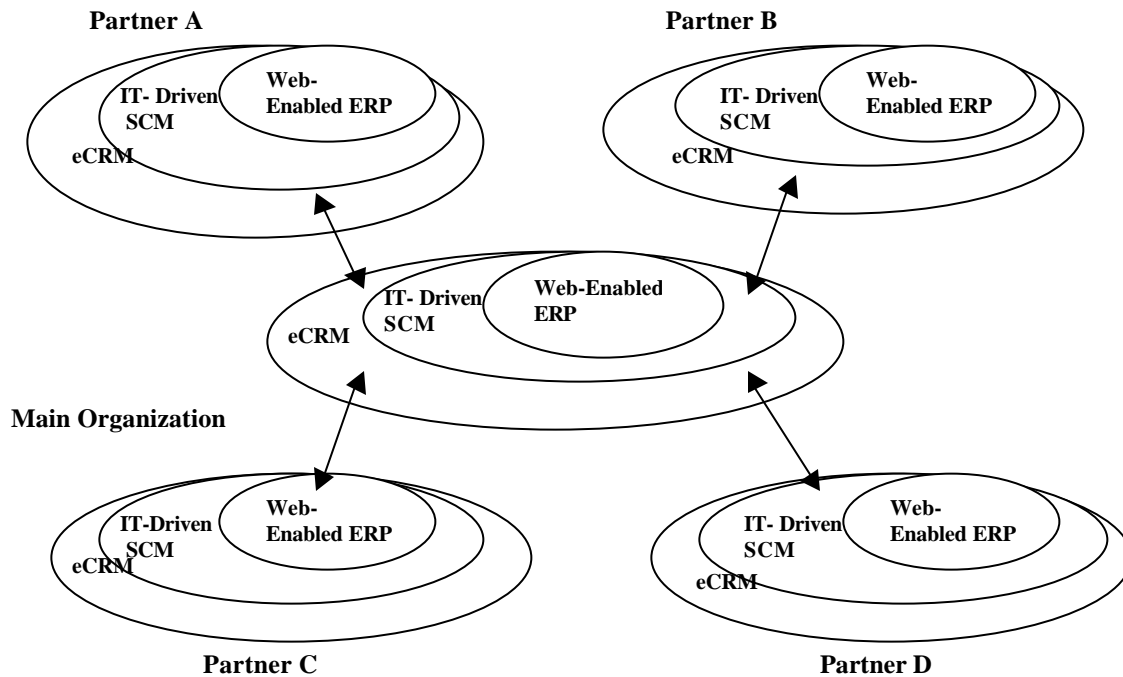 Partner A
Partner B
Web-
Enabled ERP
IT- Driven
SCM
eCRM
Web-
Enabled ERP
IT- Driven
SCM
eCRM
Web-Enabled
ERP
IT- Driven
SCM
eCRM
Main Organization
Web-
Enabled ERP
IT-Driven
SCM
eCRM
Web-
Enabled ERP
IT- Driven
SCM
eCRM
Partner C
Partner D